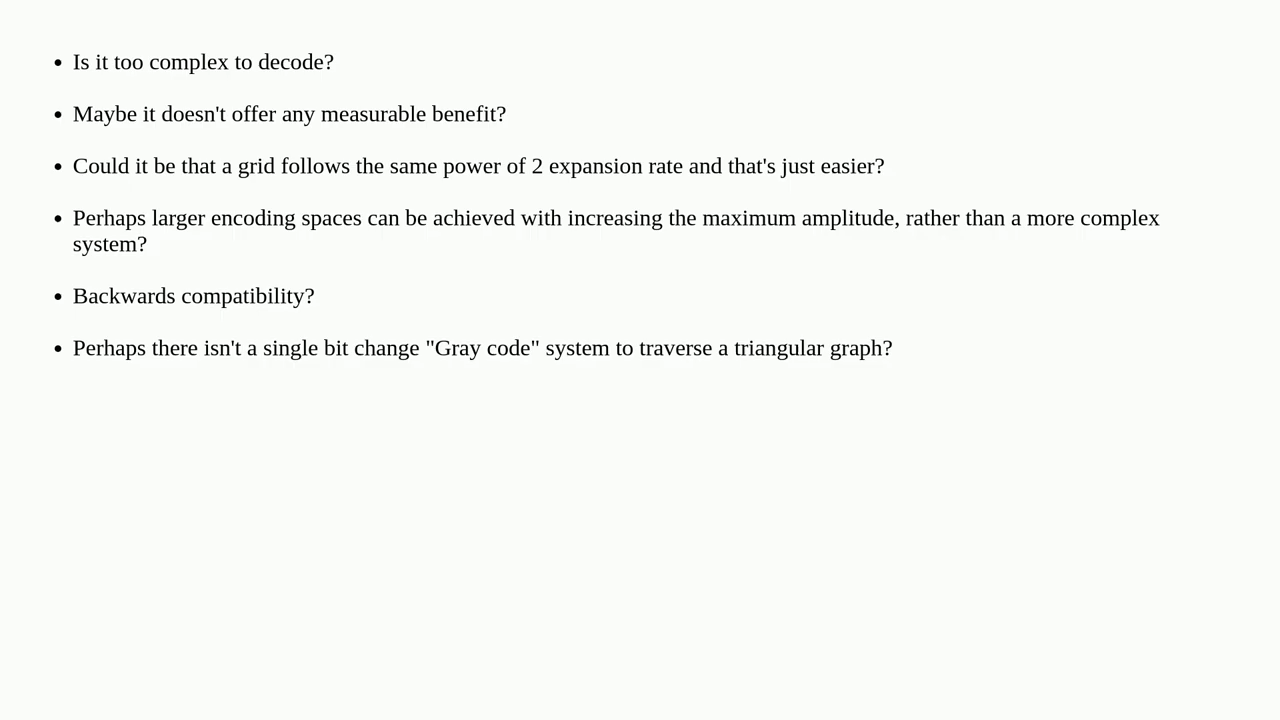 • Is it too complex to decode?
• Maybe it doesn't offer any measurable benefit?
• Could it be that a grid follows the same power of 2 expansion rate and that's just easier?
• Perhaps larger encoding spaces can be achieved with increasing the maximum amplitude, rather than a more complex
system?
• Backwards compatibility?
• Perhaps there isn't a single bit change "Gray code" system to traverse a triangular graph?